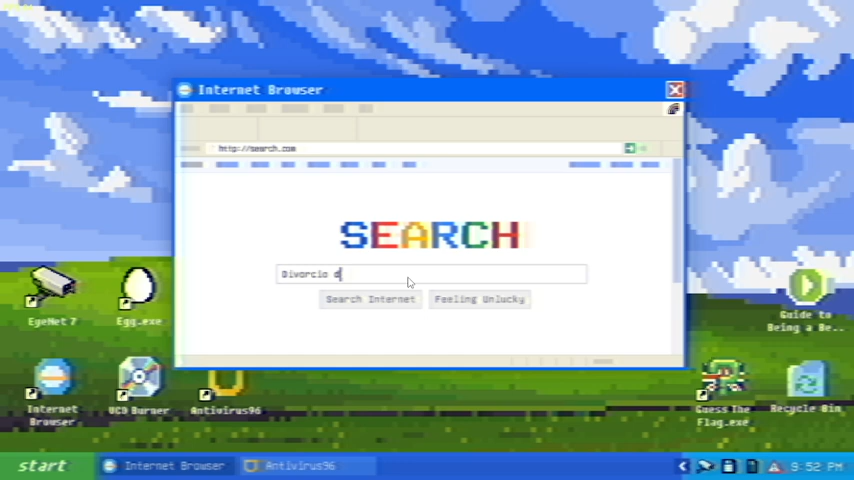 Internet Browser
http://search.com
SEARCH
Divorcio d
Search Internet
Feeling Unlucky
EyeNet 7
Egg.exe
Guide to
Being a Be...
Internet
Browser
VCD Burner
Antivirus96
Guess The
Flag.exe
Recycle Bin
start
Internet Browser
Antivirus96
9:52 PM